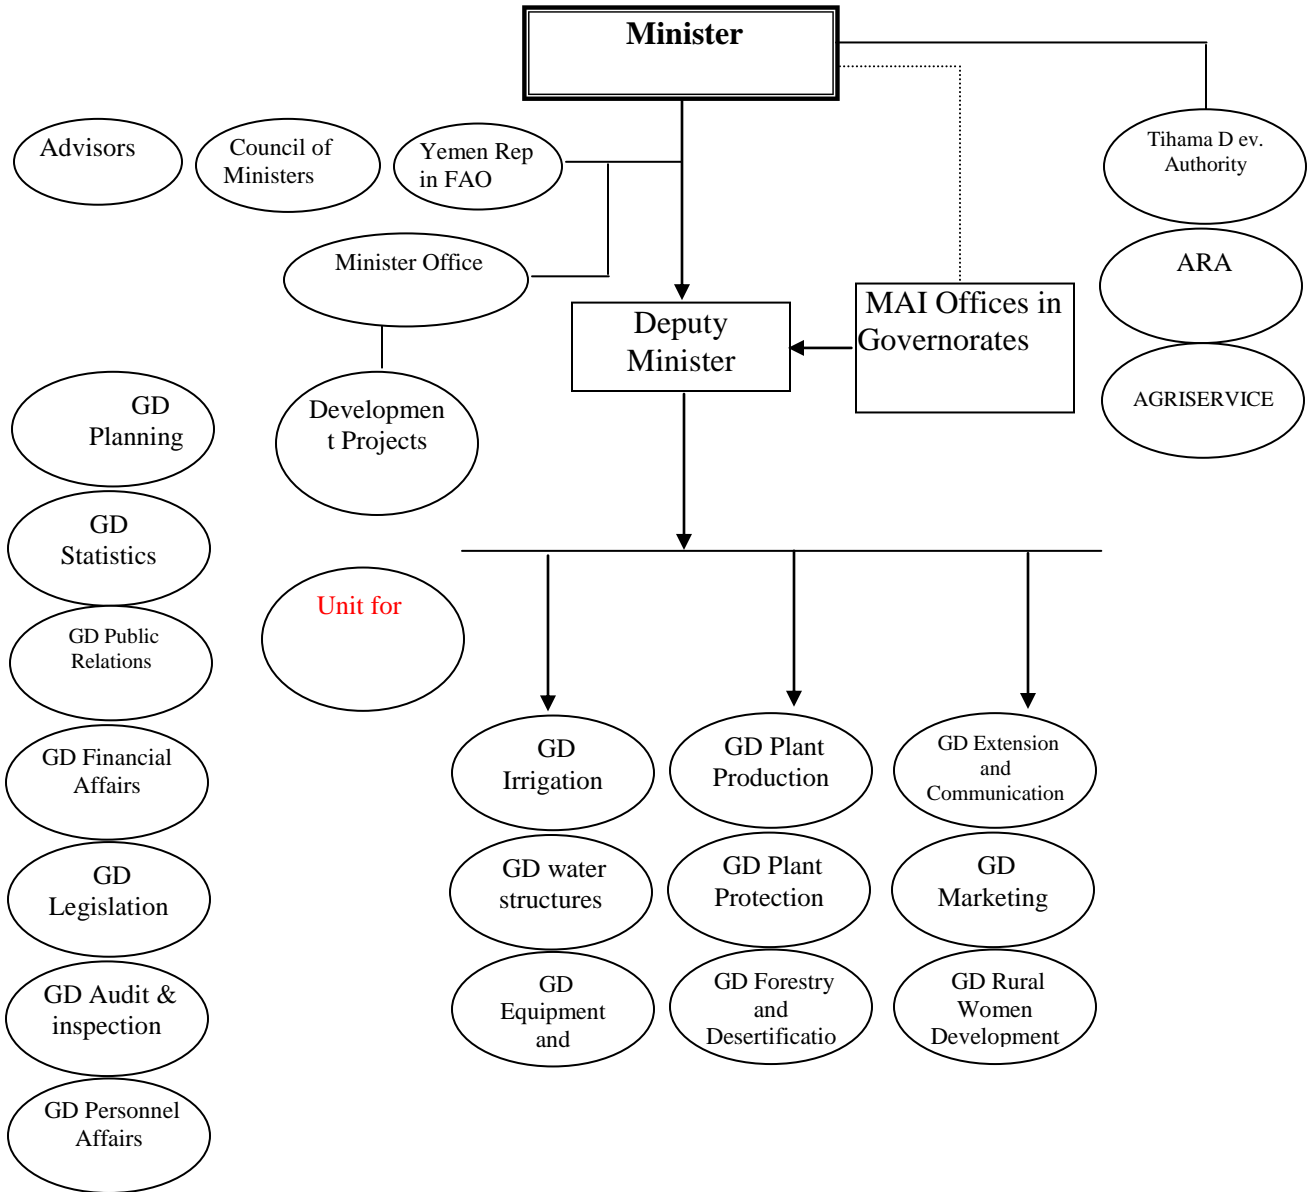 Minister
Advisors
Council of
Ministers
Yemen Rep
in FAO
Tihama D ev.
Authority
Minister Office
ARA
MAI Offices in
Governorates
Deputy
Minister
AGRISERVICE
GD
Planning
Developmen
t Projects
GD
Statistics
Unit for
GD Public
Relations
GD Financial
Affairs
GD
Irrigation
GD Plant
Production
GD Extension
and
Communication
GD
Legislation
GD water
structures
GD Plant
Protection
GD
Marketing
GD Audit &
inspection
GD
Equipment
and
GD Forestry
and
Desertificatio
GD Rural
Women
Development
GD Personnel
Affairs